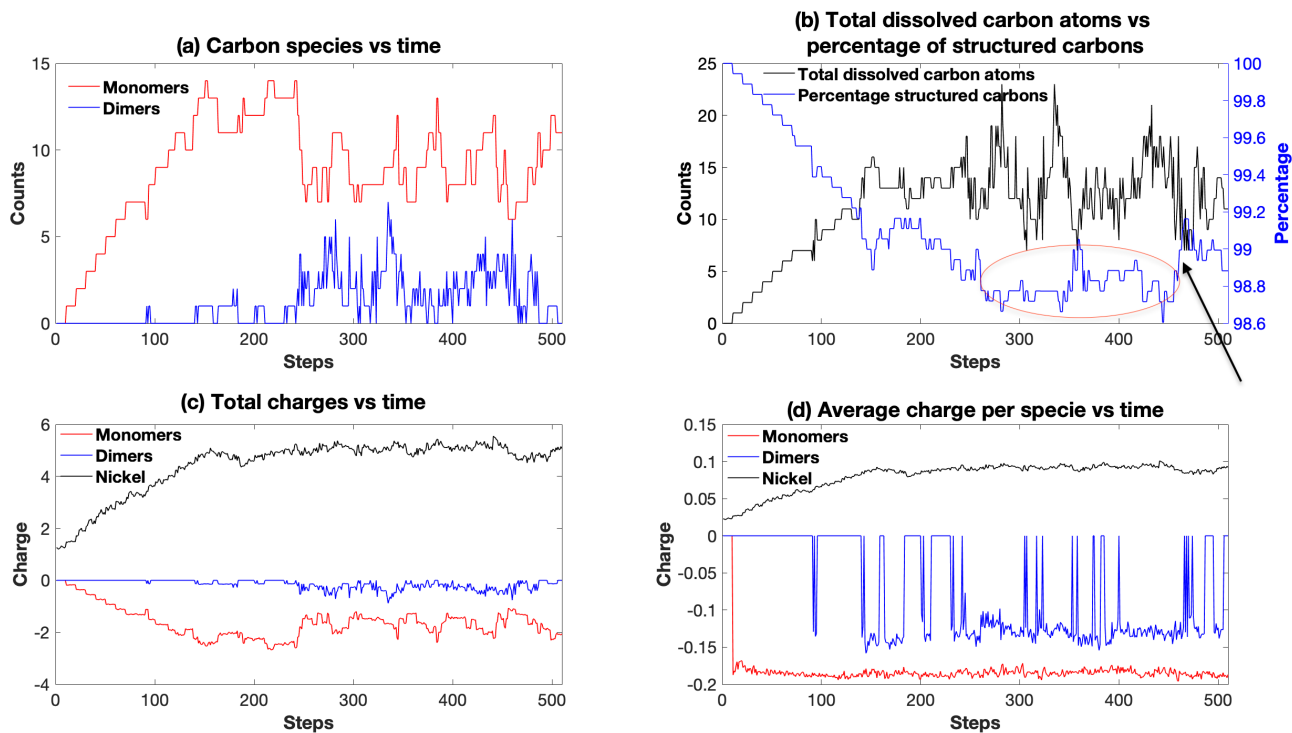 (a) Carbon species vs time
15
10
5
0
Counts
Monomers
Dimers
0 100 200 300 400 500
Steps
(b) Total dissolved carbon atoms vs
percentage of structured carbons
25
20
15
10
5
0
Counts
Total dissolved carbon atoms
Percentage structured carbons
100
99.8
99.6
99.4
99.2
99
98.8
98.6
Percentage
0 100 200 300 400 500
Steps
(c) Total charges vs time
6
4
2
0
-2
-4
Charge
Monomers
Dimers
Nickel
0 100 200 300 400 500
Steps
(d) Average charge per specie vs time
0.15
0.1
0.05
0
-0.05
-0.1
-0.15
-0.2
Charge
Monomers
Dimers
Nickel
0 100 200 300 400 500
Steps